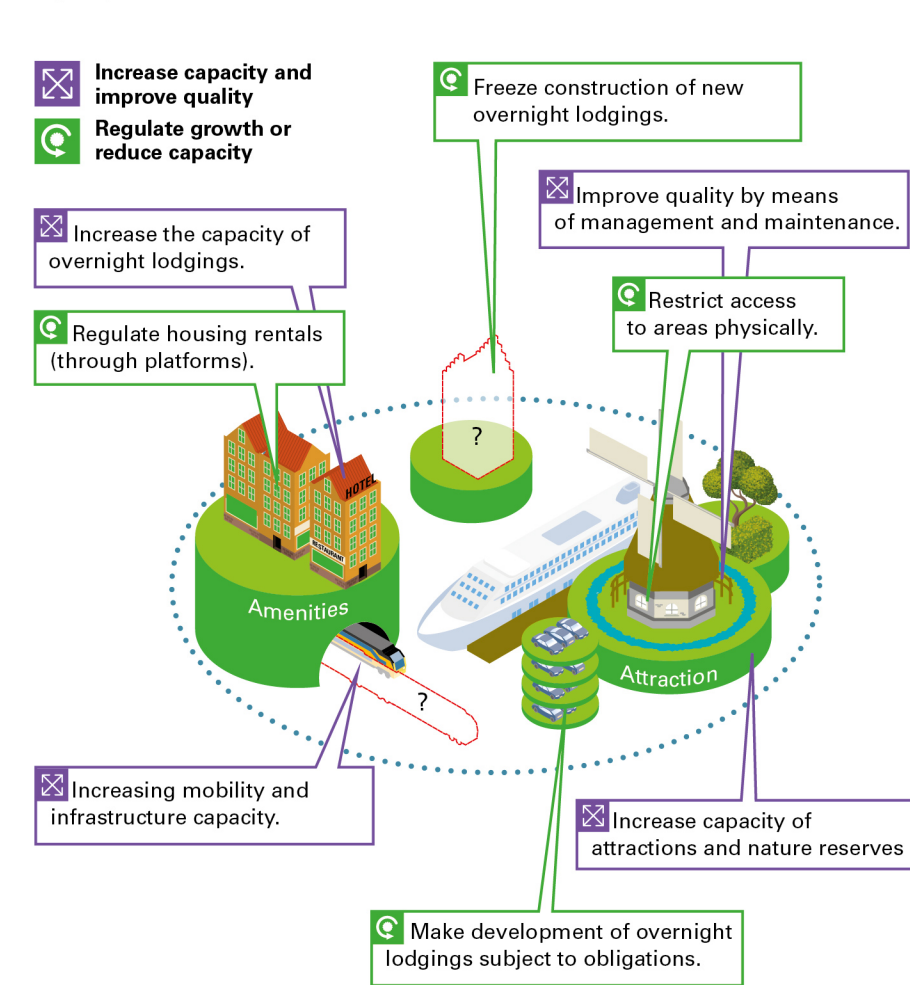 Increase capacity and
improve quality
Regulate growth or
reduce capacity
Freeze construction of new
overnight lodgings.
Improve quality by means
of management and maintenance.
Increase the capacity of
overnight lodgings.
Restrict access
to areas physically.
Regulate housing rentals
(through platforms).
?
HOTEL
RESTAURANT
Amenities
Attraction
?
Increasing mobility and
infrastructure capacity.
Increase capacity of
attractions and nature reserves
Make development of overnight
lodgings subject to obligations.